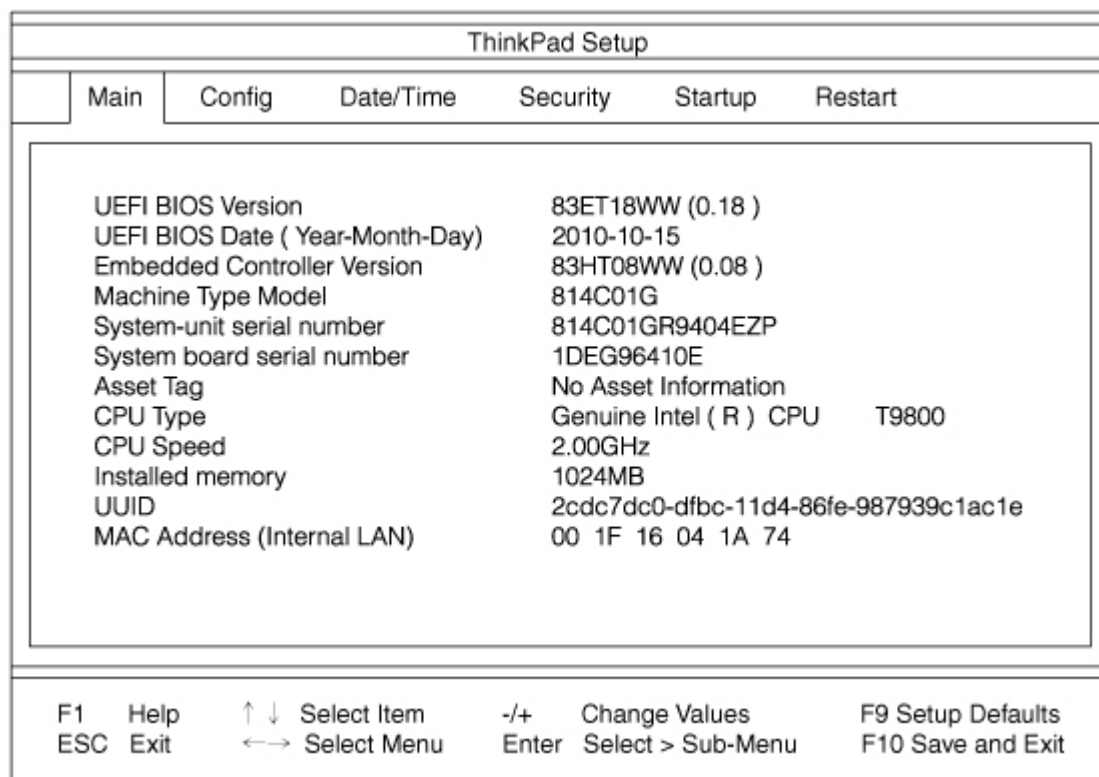 ThinkPad Setup
Main Config Date/Time Security Startup Restart
UEFI BIOS Version 83ET18WW (0.18 )
UEFI BIOS Date ( Year-Month-Day) 2010-10-15
Embedded Controller Version 83HT08WW (0.08 )
Machine Type Model 814C01G
System-unit serial number 814C01GR9404EZP
System board serial number 1DEG96410E
Asset Tag No Asset Information
CPU Type Genuine Intel ( R ) CPU T9800
CPU Speed 2.00GHz
Installed memory 1024MB
UUID 2cdc7dc0-dfbc-11d4-86fe-987939c1ac1e
MAC Address (Internal LAN) 00 1F 16 04 1A 74
F1 Help ↑ ↓ Select Item -/+ Change Values F9 Setup Defaults
ESC Exit ←→ Select Menu Enter Select > Sub-Menu F10 Save and Exit